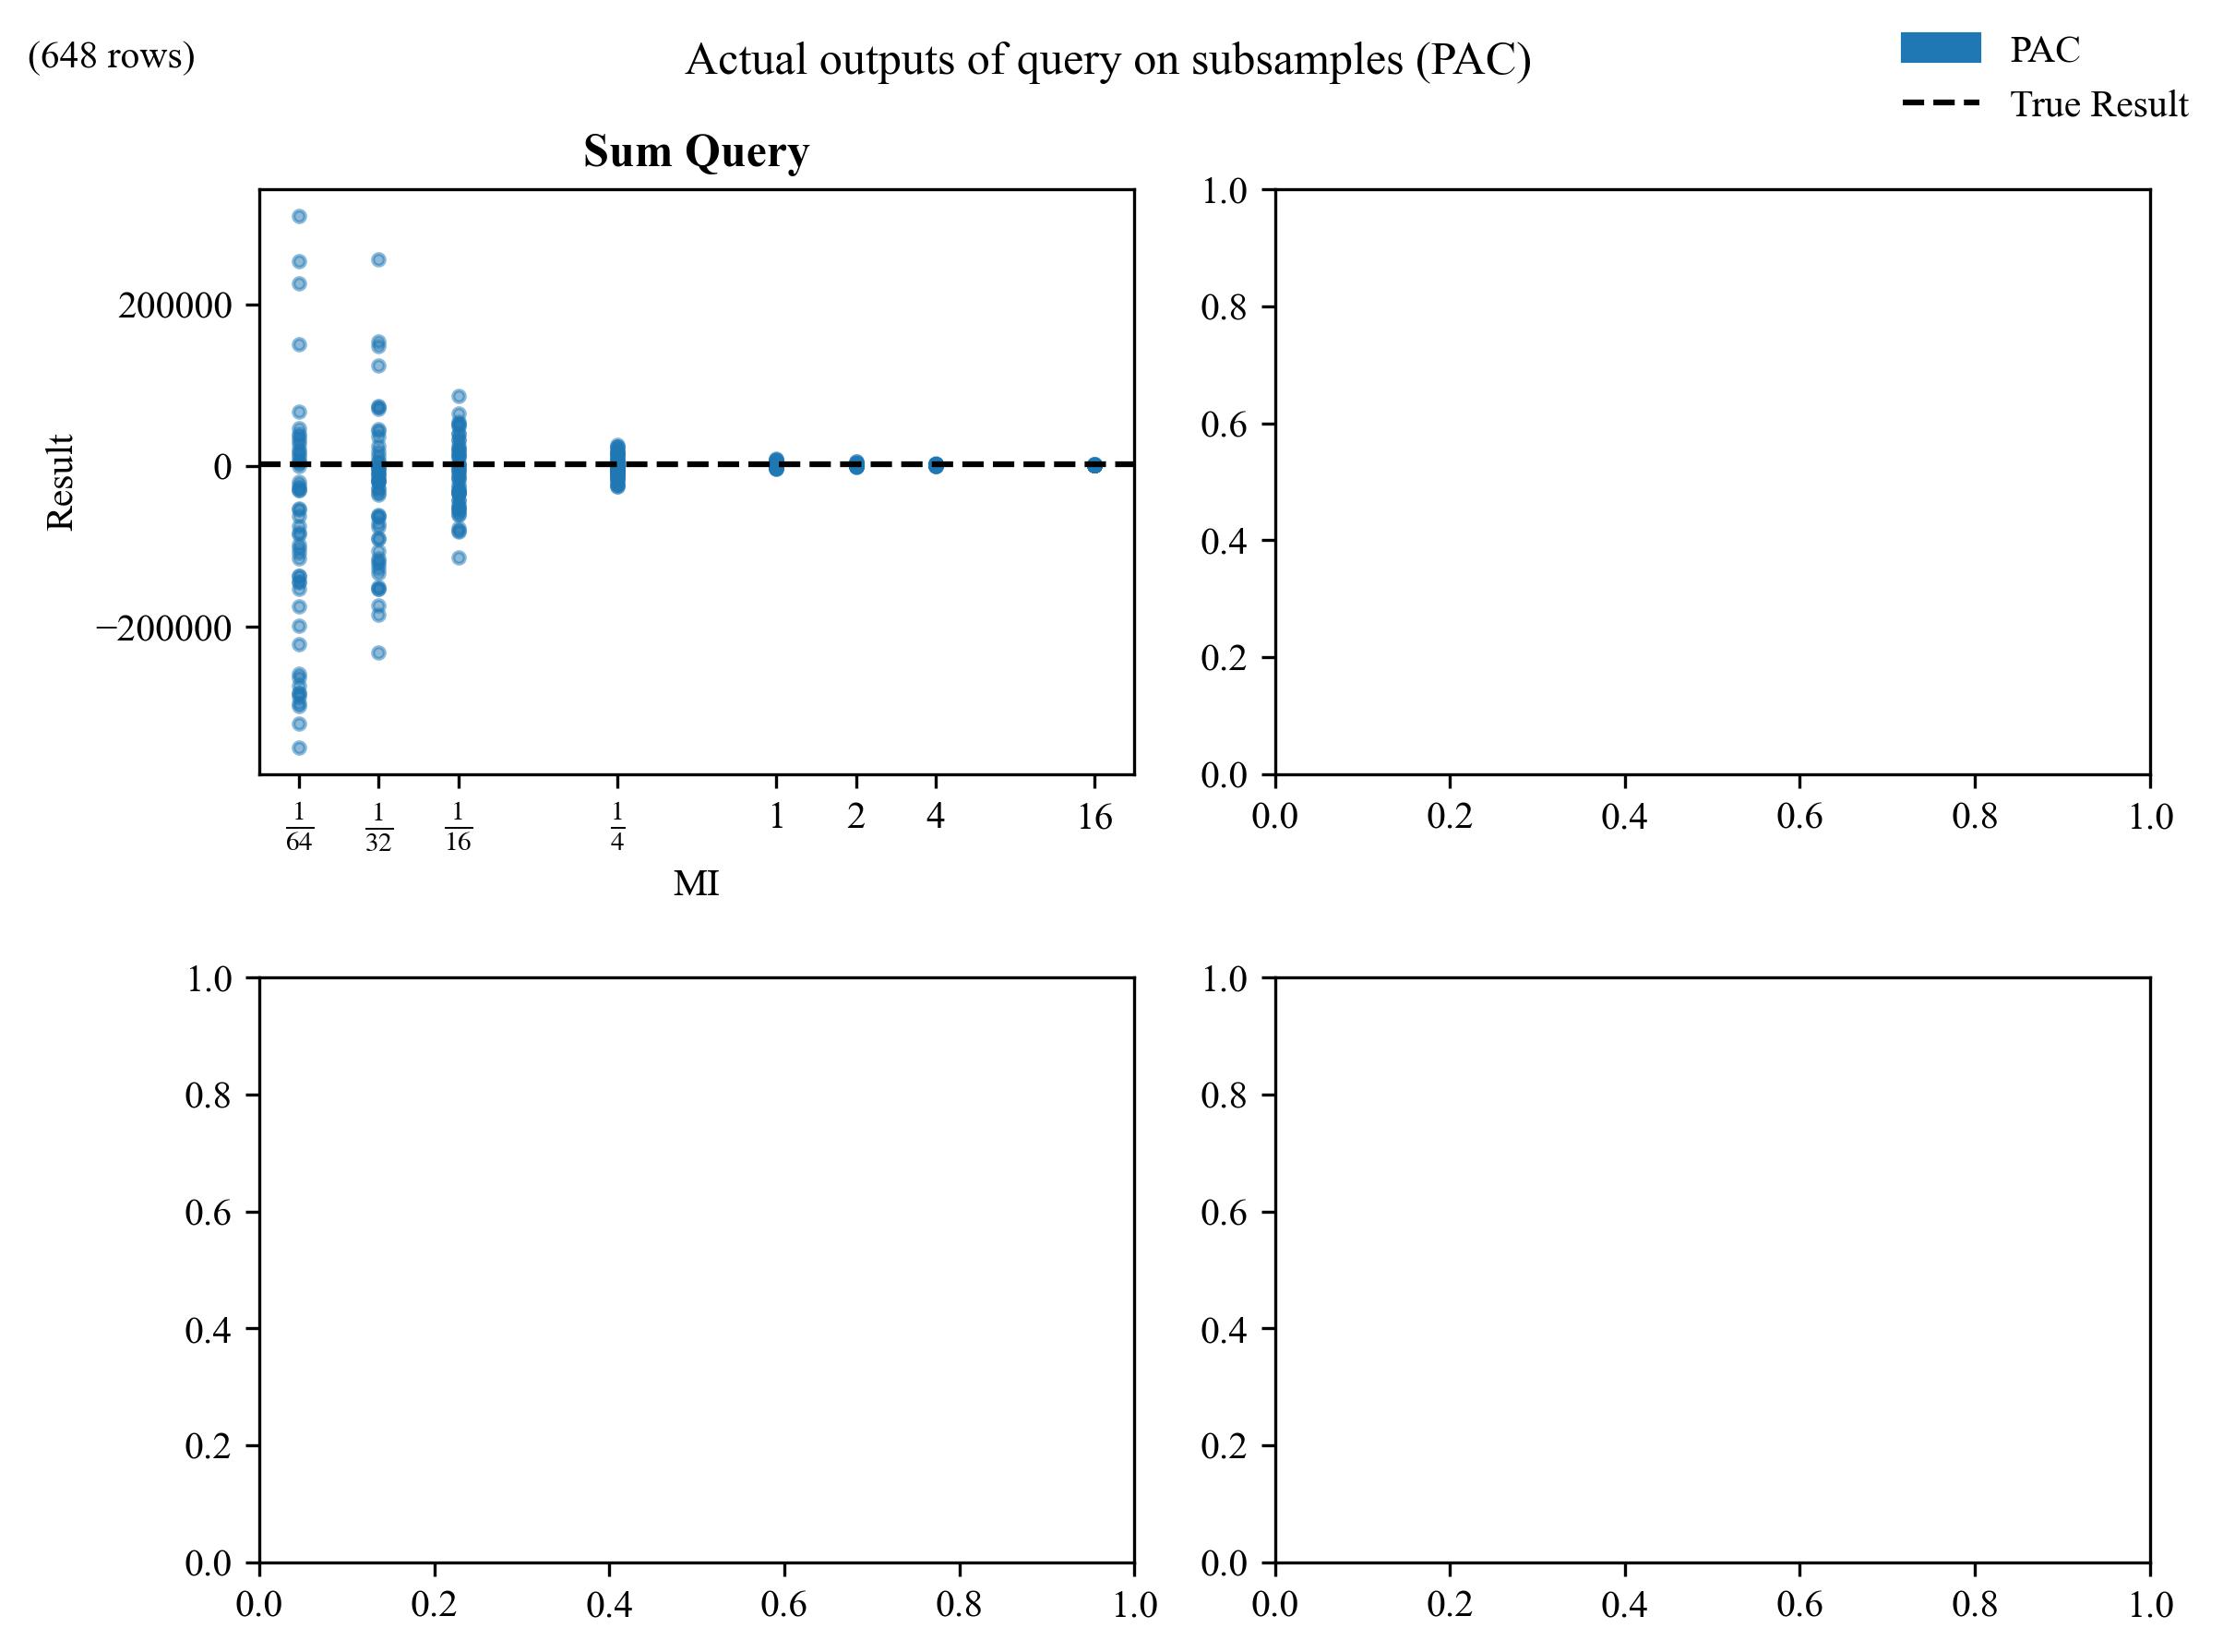 (648 rows)
Actual outputs of query on subsamples (PAC)
PAC
True Result
Sum Query
Result
200000
0
−200000
1/64 1/32 1/16 1/4 1 2 4 16
MI
1.0
0.8
0.6
0.4
0.2
0.0
0.0 0.2 0.4 0.6 0.8 1.0
1.0
0.8
0.6
0.4
0.2
0.0
0.0 0.2 0.4 0.6 0.8 1.0
1.0
0.8
0.6
0.4
0.2
0.0
0.0 0.2 0.4 0.6 0.8 1.0